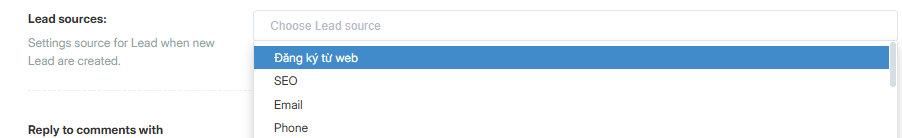 Lead sources:
Choose Lead source
Settings source for Lead when new
Lead are created.
Đăng ký từ web
SEO
Email
Phone
Reply to comments with